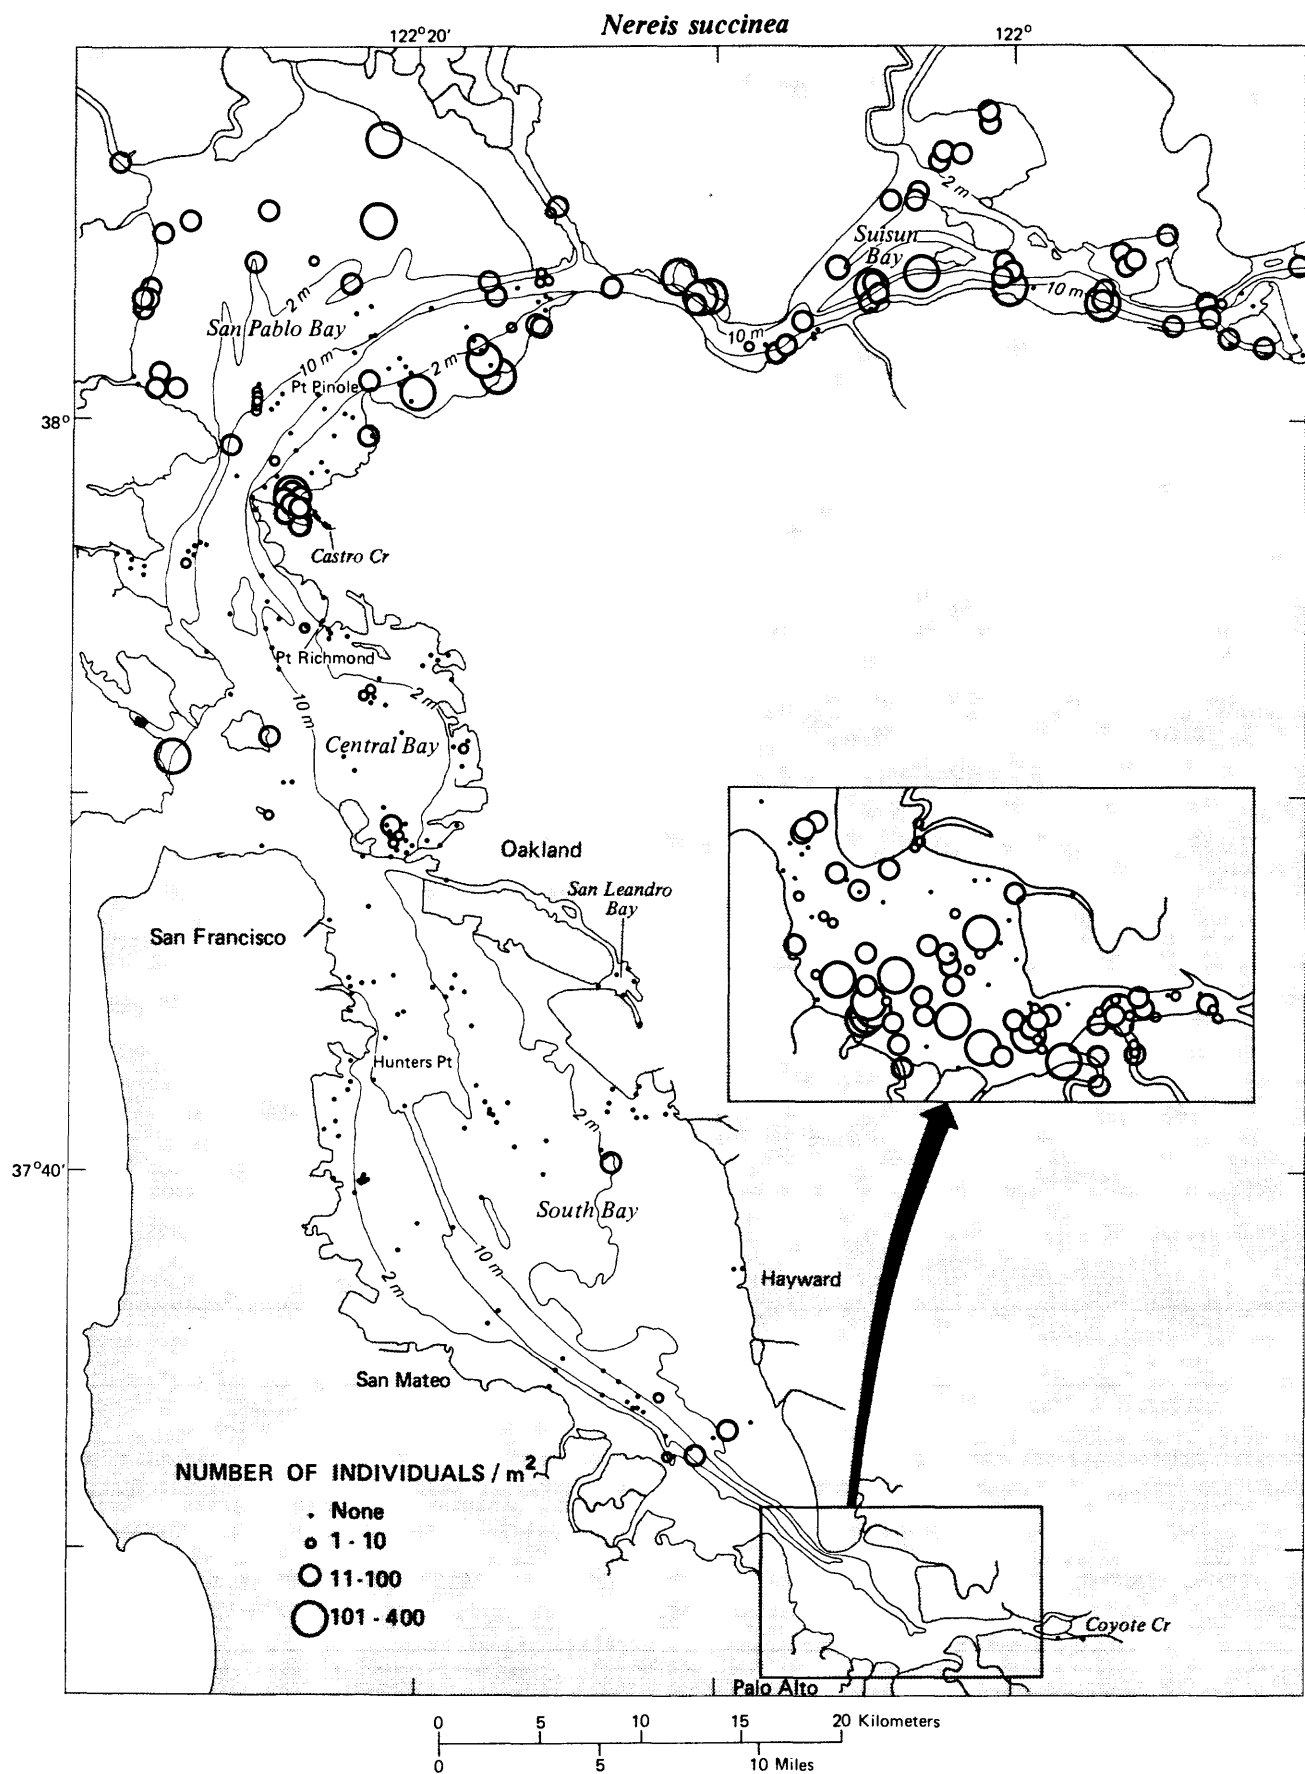 Nereis succinea
122°20'
122°
2 m
Suisun
Bay
2 m
San Pablo Bay
10 m
10 m
10 m
2 m
Pt Pinole
38°
Castro Cr
Pt Richmond
10 m
2 m
Central Bay
Oakland
San Leandro
Bay
San Francisco
Hunters Pt
2 m
37°40'
South Bay
10 m
2 m
Hayward
San Mateo
NUMBER OF INDIVIDUALS / m²
None
1 - 10
11-100
101 - 400
Coyote Cr
Palo Alto
0 5 10 15 20 Kilometers
0 5 10 Miles